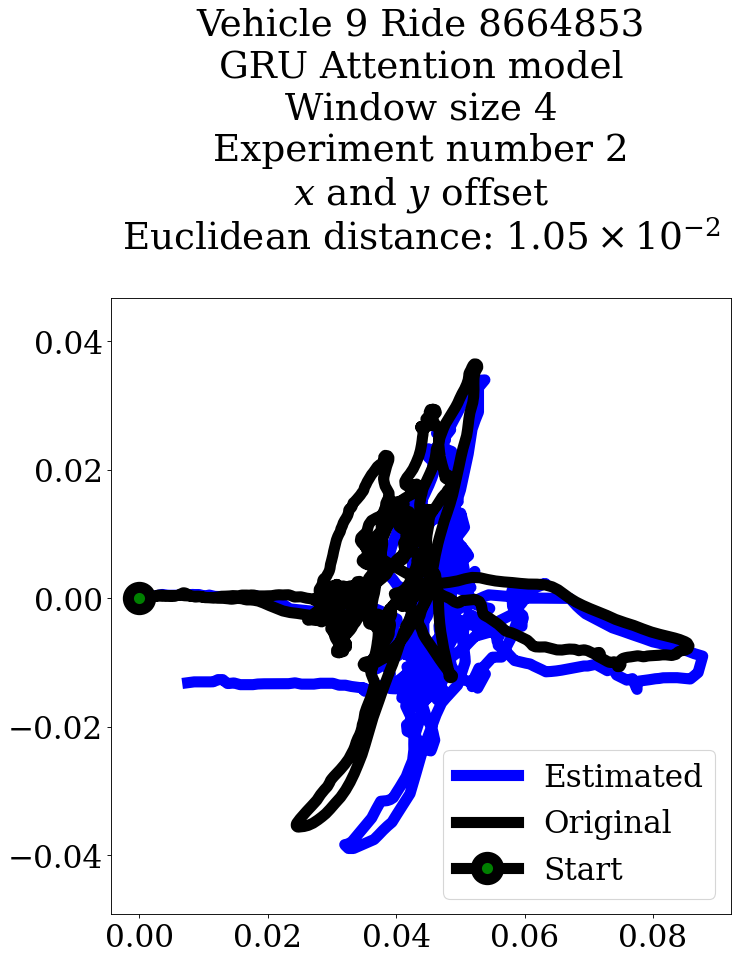 Vehicle 9 Ride 8664853
GRU Attention model
Window size 4
Experiment number 2
x and y offset
Euclidean distance: 1.05 × 10⁻²
0.04
0.02
0.00
−0.02
−0.04
Estimated
Original
Start
0.00 0.02 0.04 0.06 0.08